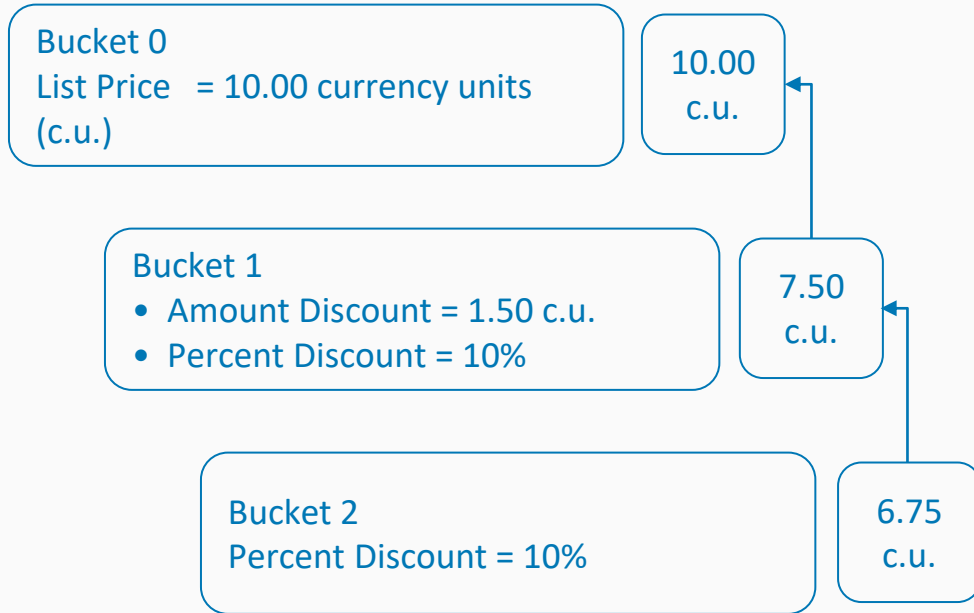 Bucket 0
List Price = 10.00 currency units
(c.u.)
10.00
c.u.
Bucket 1
• Amount Discount = 1.50 c.u.
• Percent Discount = 10%
7.50
c.u.
Bucket 2
Percent Discount = 10%
6.75
c.u.